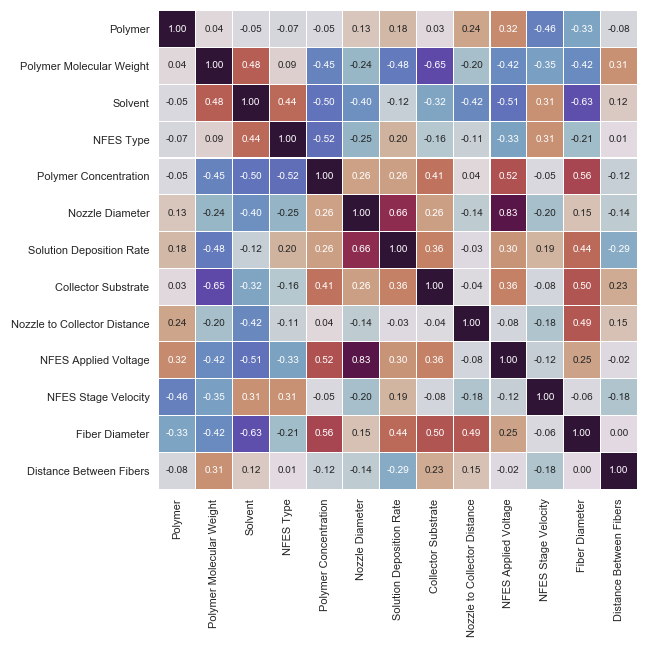 Polymer 1.00 0.04 -0.05 -0.07 -0.05 0.13 0.18 0.03 0.24 0.32 -0.46 -0.33 -0.08
Polymer Molecular Weight 0.04 1.00 0.48 0.09 -0.45 -0.24 -0.48 -0.65 -0.20 -0.42 -0.35 -0.42 0.31
Solvent -0.05 0.48 1.00 0.44 -0.50 -0.40 -0.12 -0.32 -0.42 -0.51 0.31 -0.63 0.12
NFES Type -0.07 0.09 0.44 1.00 -0.52 -0.25 0.20 -0.16 -0.11 -0.33 0.31 -0.21 0.01
Polymer Concentration -0.05 -0.45 -0.50 -0.52 1.00 0.26 0.26 0.41 0.04 0.52 -0.05 0.56 -0.12
Nozzle Diameter 0.13 -0.24 -0.40 -0.25 0.26 1.00 0.66 0.26 -0.14 0.83 -0.20 0.15 -0.14
Solution Deposition Rate 0.18 -0.48 -0.12 0.20 0.26 0.66 1.00 0.36 -0.03 0.30 0.19 0.44 -0.29
Collector Substrate 0.03 -0.65 -0.32 -0.16 0.41 0.26 0.36 1.00 -0.04 0.36 -0.08 0.50 0.23
Nozzle to Collector Distance 0.24 -0.20 -0.42 -0.11 0.04 -0.14 -0.03 -0.04 1.00 -0.08 -0.18 0.49 0.15
NFES Applied Voltage 0.32 -0.42 -0.51 -0.33 0.52 0.83 0.30 0.36 -0.08 1.00 -0.12 0.25 -0.02
NFES Stage Velocity -0.46 -0.35 0.31 0.31 -0.05 -0.20 0.19 -0.08 -0.18 -0.12 1.00 -0.06 -0.18
Fiber Diameter -0.33 -0.42 -0.63 -0.21 0.56 0.15 0.44 0.50 0.49 0.25 -0.06 1.00 0.00
Distance Between Fibers -0.08 0.31 0.12 0.01 -0.12 -0.14 -0.29 0.23 0.15 -0.02 -0.18 0.00 1.00
Polymer
Polymer Molecular Weight
Solvent
NFES Type
Polymer Concentration
Nozzle Diameter
Solution Deposition Rate
Collector Substrate
Nozzle to Collector Distance
NFES Applied Voltage
NFES Stage Velocity
Fiber Diameter
Distance Between Fibers